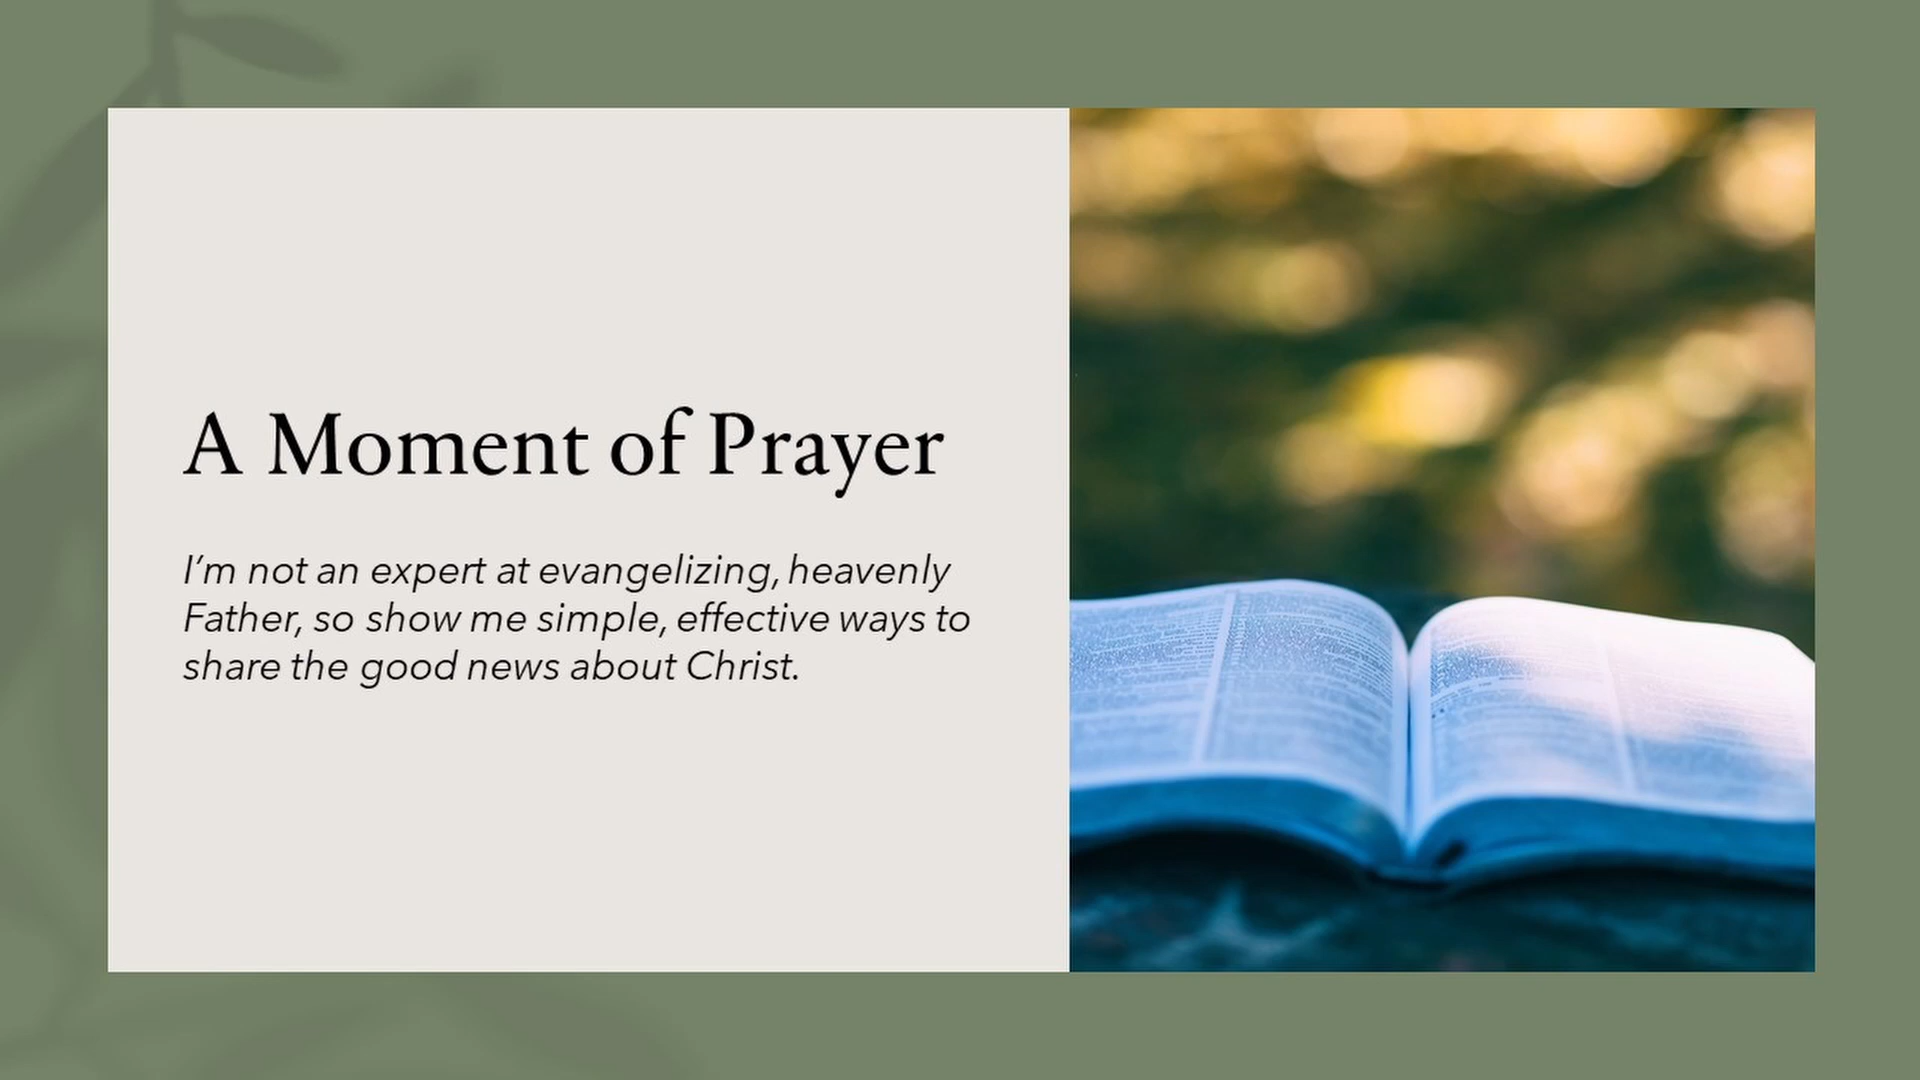 A Moment of Prayer
I’m not an expert at evangelizing, heavenly
Father, so show me simple, effective ways to
share the good news about Christ.